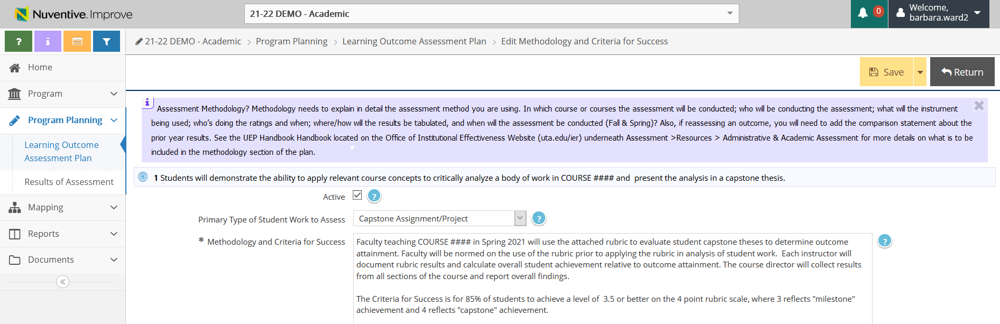 Nuventive. Improve
21-22 DEMO - Academic
0
Welcome,
barbara.ward2
? i
21-22 DEMO - Academic > Program Planning > Learning Outcome Assessment Plan > Edit Methodology and Criteria for Success
Home
Program
Program Planning
Learning Outcome
Assessment Plan
Results of Assessment
Mapping
Reports
Documents
Save
Return
i
Assessment Methodology? Methodology needs to explain in detail the assessment method you are using. In which course or courses the assessment will be conducted; who will be conducting the assessment; what will the instrument
being used; who's doing the ratings and when; where/how will the results be tabulated, and when will the assessment be conducted (Fall & Spring)? Also, if reassessing an outcome, you will need to add the comparison statement about the
prior year results. See the UEP Handbook Handbook located on the Office of Institutional Effectiveness Website (uta.edu/ier) underneath Assessment >Resources > Administrative & Academic Assessment for more details on what is to be
included in the methodology section of the plan.
1 Students will demonstrate the ability to apply relevant course concepts to critically analyze a body of work in COURSE #### and present the analysis in a capstone thesis.
Active ?
Primary Type of Student Work to Assess Capstone Assignment/Project ?
* Methodology and Criteria for Success ?
Faculty teaching COURSE #### in Spring 2021 will use the attached rubric to evaluate student capstone theses to determine outcome
attainment. Faculty will be normed on the use of the rubric prior to applying the rubric in analysis of student work. Each instructor will
document rubric results and calculate overall student achievement relative to outcome attainment. The course director will collect results
from all sections of the course and report overall findings.
The Criteria for Success is for 85% of students to achieve a level of 3.5 or better on the 4 point rubric scale, where 3 reflects "milestone"
achievement and 4 reflects "capstone" achievement.